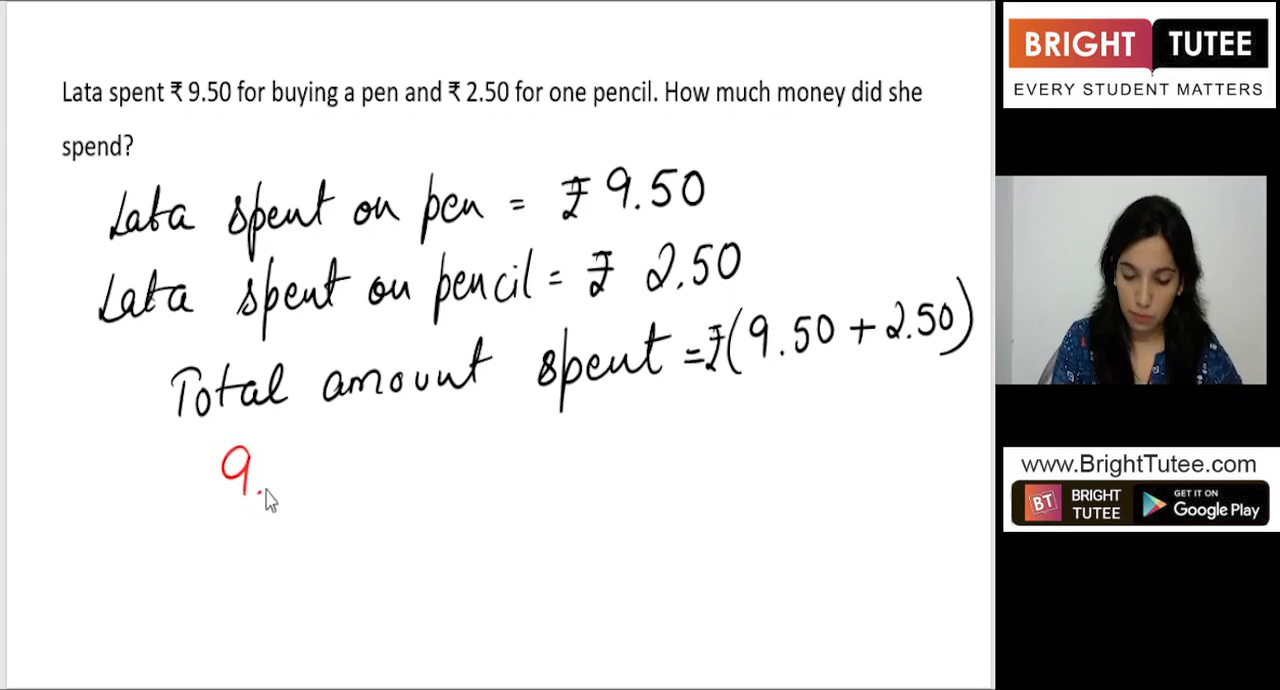 Lata spent ₹ 9.50 for buying a pen and ₹ 2.50 for one pencil. How much money did she
spend?
Lata spent on pen = ₹ 9.50
Lata spent on pencil = ₹ 2.50
Total amount spent = ₹(9.50 + 2.50)
9.
BRIGHT TUTEE
EVERY STUDENT MATTERS
www.BrightTutee.com
BT
BRIGHT
TUTEE
GET IT ON
Google Play